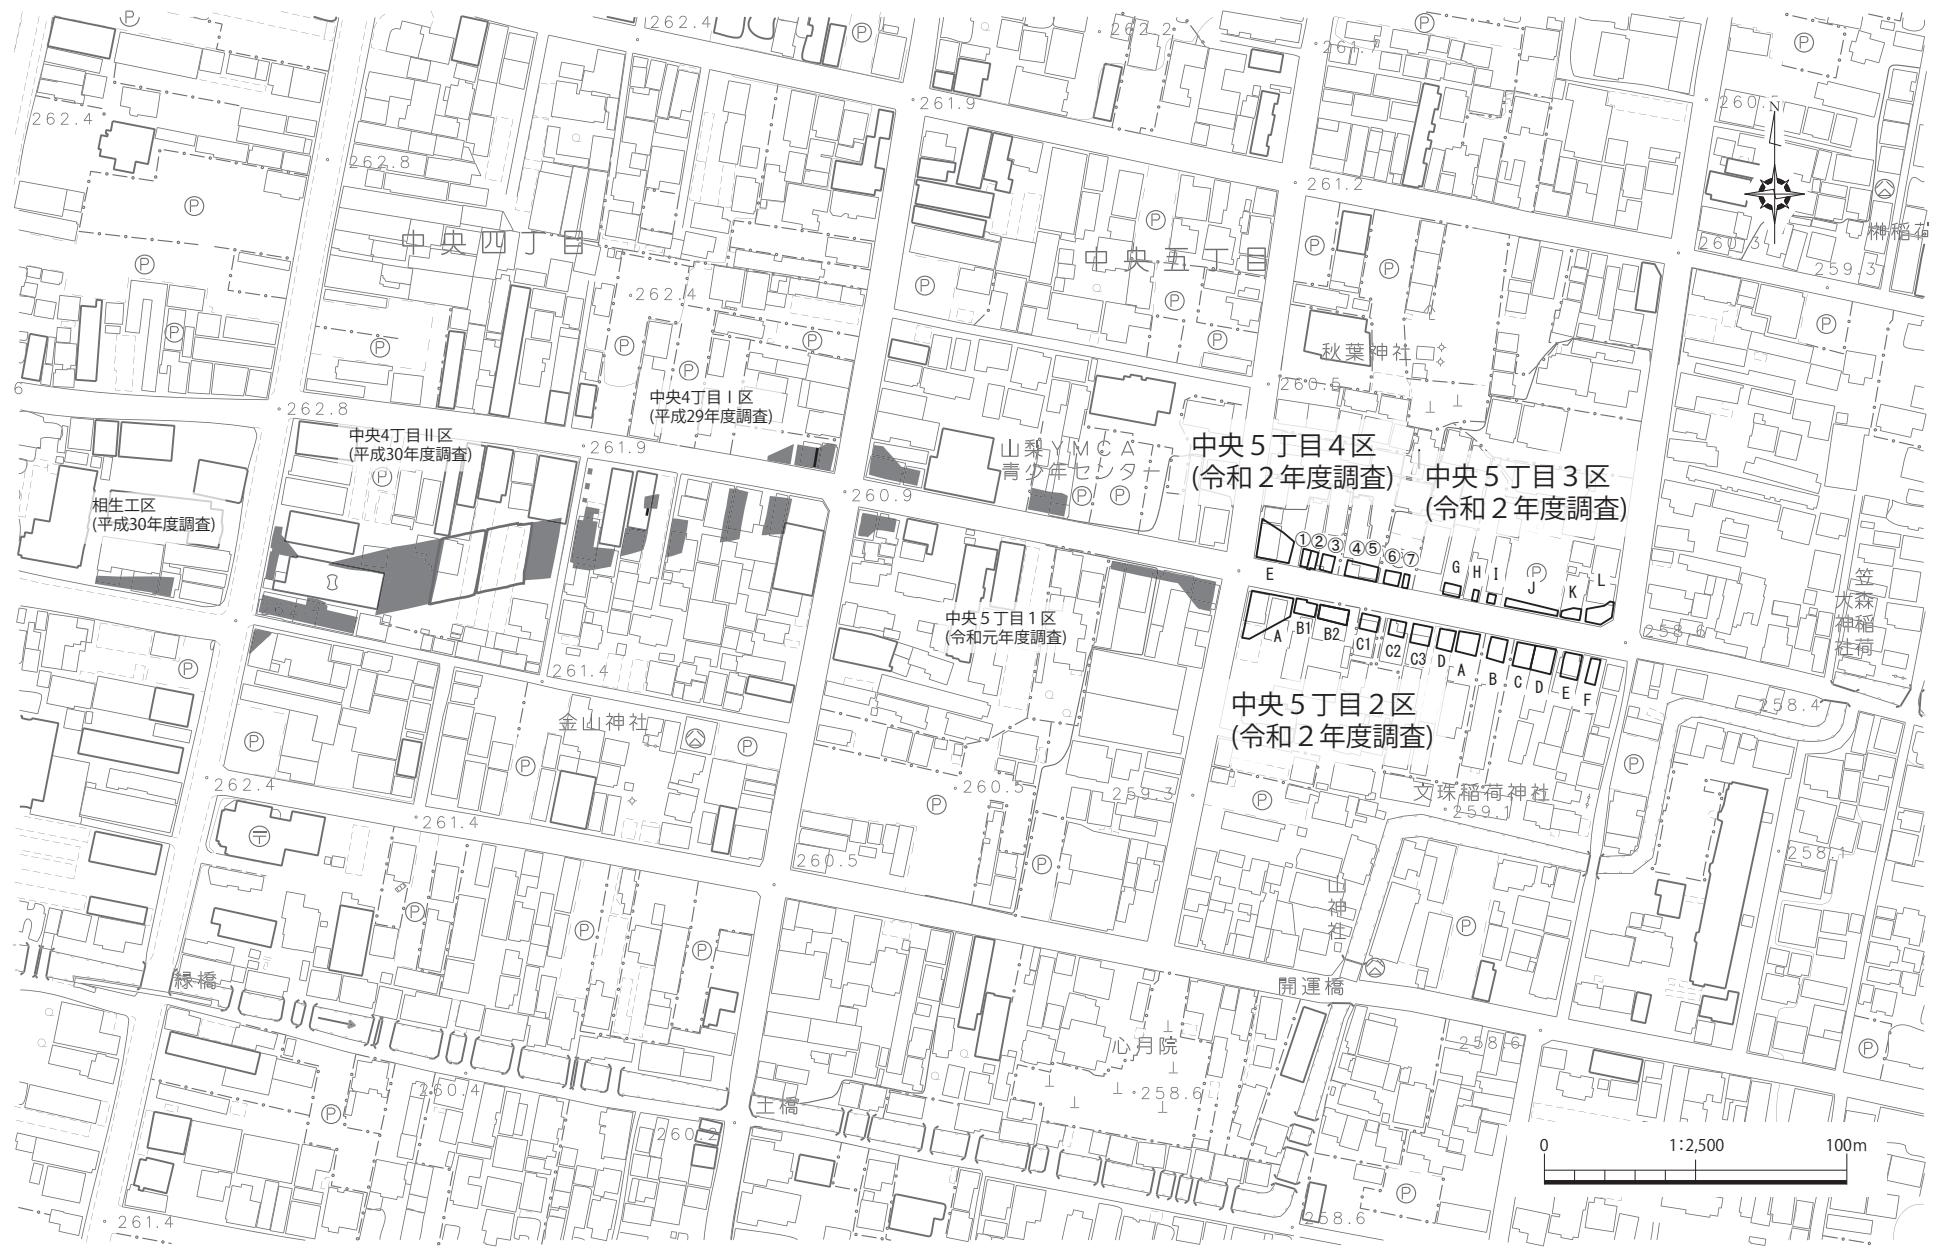 262.4
262.2
261.7
262.4
261.9
260.
N
262.8
261.2
中央四丁目
中央五丁目
榊稲荷
260.3
259.3
262.4
秋葉神社
260.5
中央4丁目Ⅰ区
(平成29年度調査)
262.8
中央4丁目Ⅱ区
(平成30年度調査)
261.9
山梨YMCA
青少年センター
中央５丁目４区
(令和２年度調査)
中央５丁目３区
(令和２年度調査)
相生工区
(平成30年度調査)
260.9
①②③④⑤⑥⑦
E
G
H
I
J
K
L
笠森稲荷
大神社
中央５丁目１区
(令和元年度調査)
A
B1
B2
C1
C2
C3
D
A
B
C
D
E
F
258.6
261.4
中央５丁目２区
(令和２年度調査)
258.4
金山神社
262.4
260.5
259.3
文珠稲荷神社
259.1
261.4
260.5
258.1
山神社
緑橋
開運橋
心月院
258.6
260.4
258.6
土橋
260.2
0
1:2,500
100m
261.4
258.6